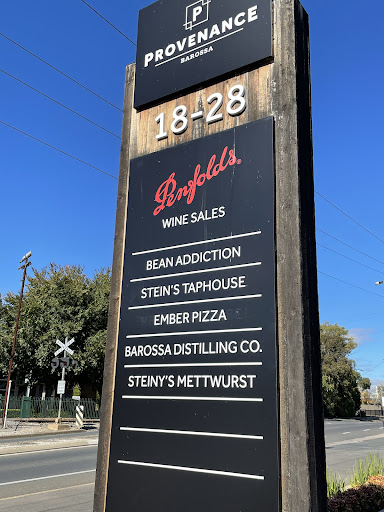 P
PROVENANCE
BAROSSA
18-28
Penfolds®
WINE SALES
BEAN ADDICTION
STEIN'S TAPHOUSE
EMBER PIZZA
BAROSSA DISTILLING CO.
STEINY'S METTWURST